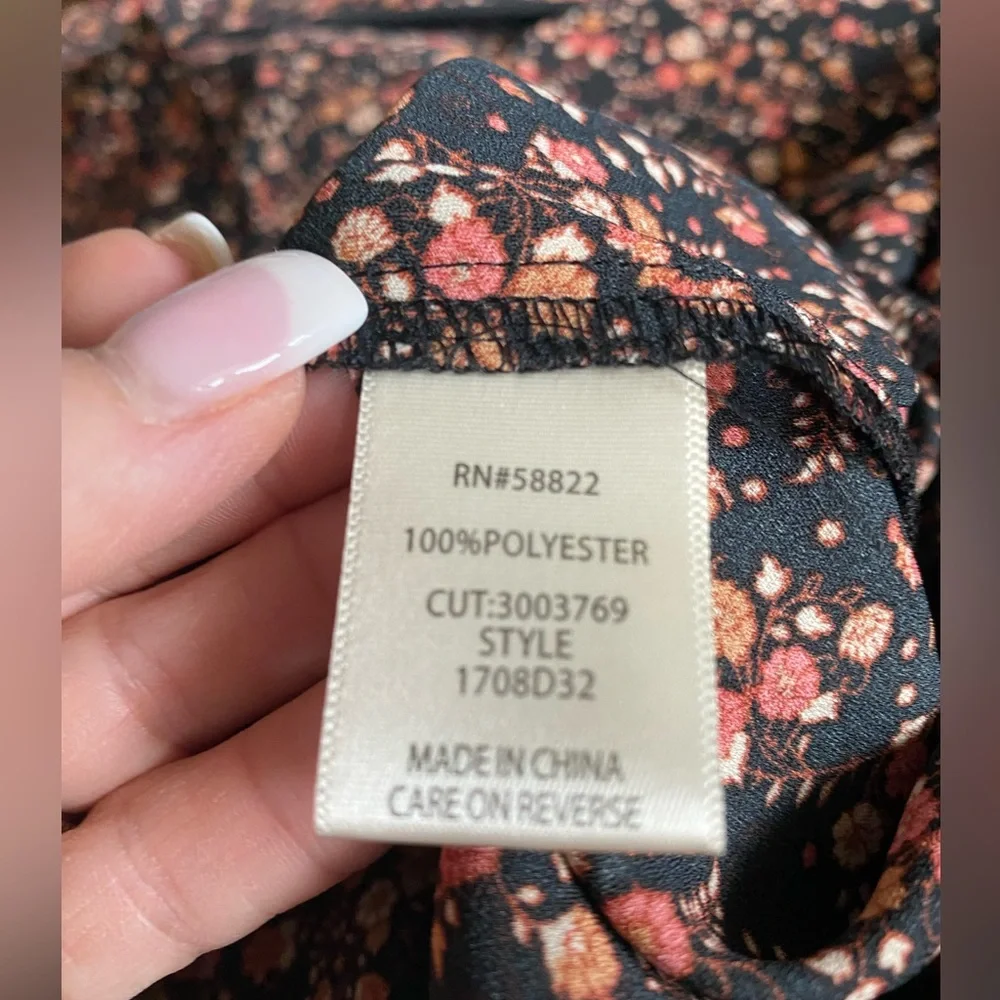 RN#58822
100%POLYESTER
CUT:3003769
STYLE
1708D32
MADE IN CHINA
CARE ON REVERSE